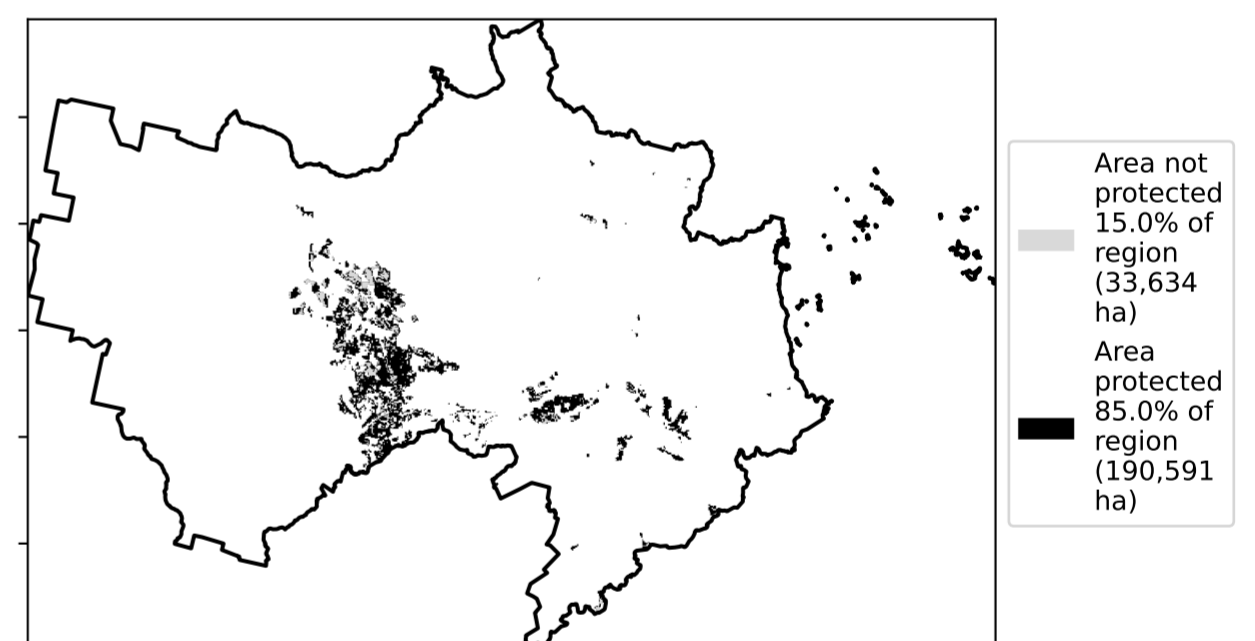 Area not
protected
15.0% of
region
(33,634
ha)
Area
protected
85.0% of
region
(190,591
ha)